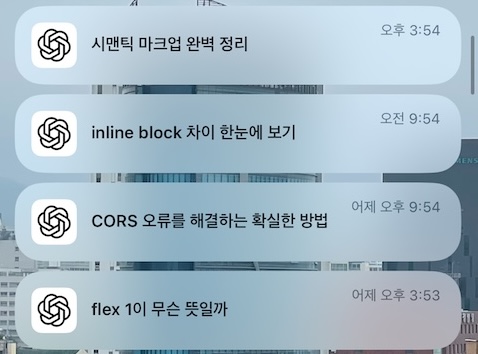 오후 3:54
시맨틱 마크업 완벽 정리
오전 9:54
inline block 차이 한눈에 보기
어제 오후 9:54
CORS 오류를 해결하는 확실한 방법
어제 오후 3:53
flex 1이 무슨 뜻일까